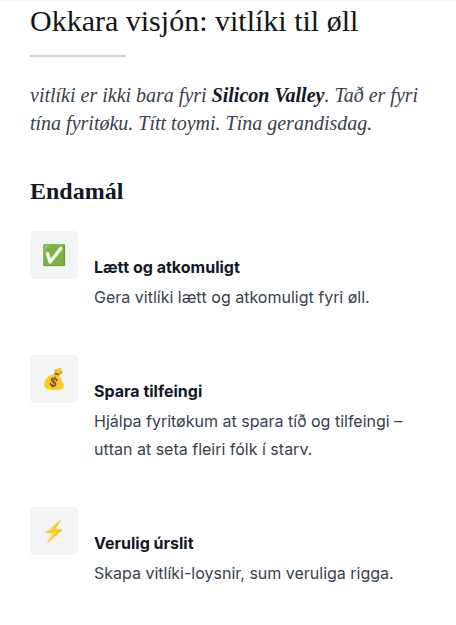 Okkara visjón: vitlíki til øll
vitlíki er ikki bara fyri Silicon Valley. Tað er fyri
tína fyritøku. Títt toymi. Tína gerandisdag.
Endamál
Lætt og atkomuligt
Gera vitlíki lætt og atkomuligt fyri øll.
Spara tilfeingi
Hjálpa fyritøkum at spara tíð og tilfeingi –
uttan at seta fleiri fólk í starv.
Verulig úrslit
Skapa vitlíki-loysnir, sum veruliga rigga.